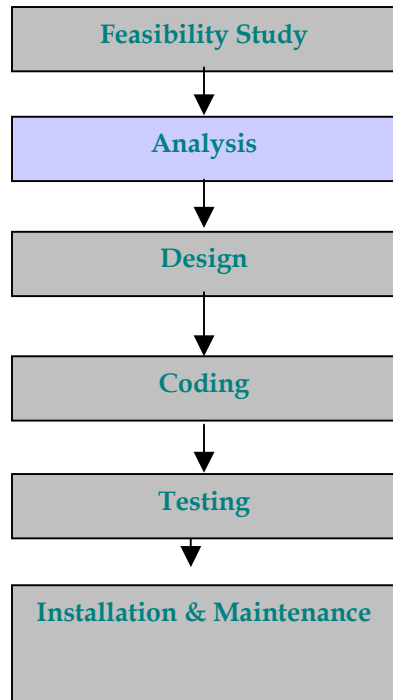 Feasibility Study
Analysis
Design
Coding
Testing
Installation & Maintenance